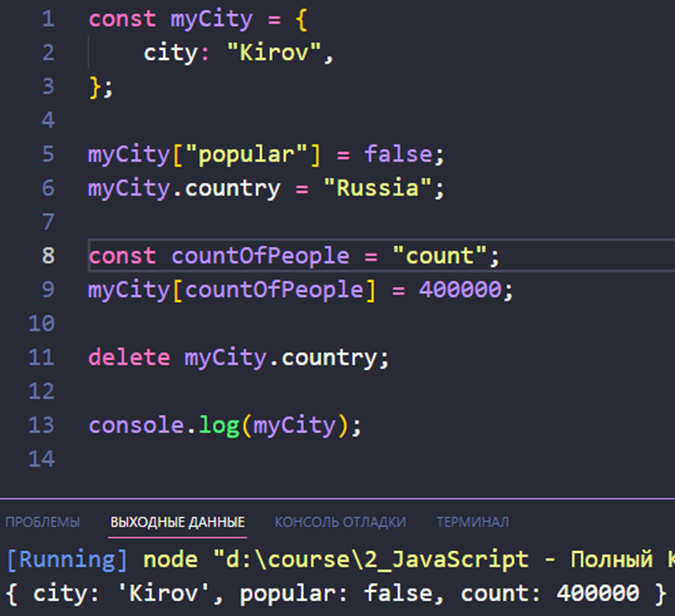 1 const myCity = {
2 city: "Kirov",
3 };
4
5 myCity["popular"] = false;
6 myCity.country = "Russia";
7
8 const countOfPeople = "count";
9 myCity[countOfPeople] = 400000;
10
11 delete myCity.country;
12
13 console.log(myCity);
14
ПРОБЛЕМЫ ВЫХОДНЫЕ ДАННЫЕ КОНСОЛЬ ОТЛАДКИ ТЕРМИНАЛ
[Running] node "d:\course\2_JavaScript - Полный
{ city: 'Kirov', popular: false, count: 400000 }